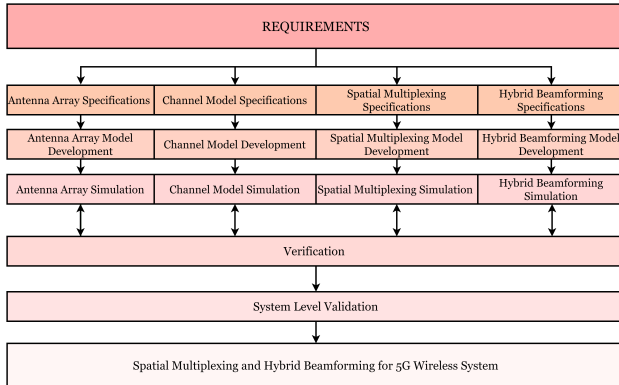 REQUIREMENTS
Antenna Array Specifications
Channel Model Specifications
Spatial Multiplexing
Specifications
Hybrid Beamforming
Specifications
Antenna Array Model
Development
Channel Model Development
Spatial Multiplexing Model
Development
Hybrid Beamforming Model
Development
Antenna Array Simulation
Channel Model Simulation
Spatial Multiplexing Simulation
Hybrid Beamforming
Simulation
Verification
System Level Validation
Spatial Multiplexing and Hybrid Beamforming for 5G Wireless System